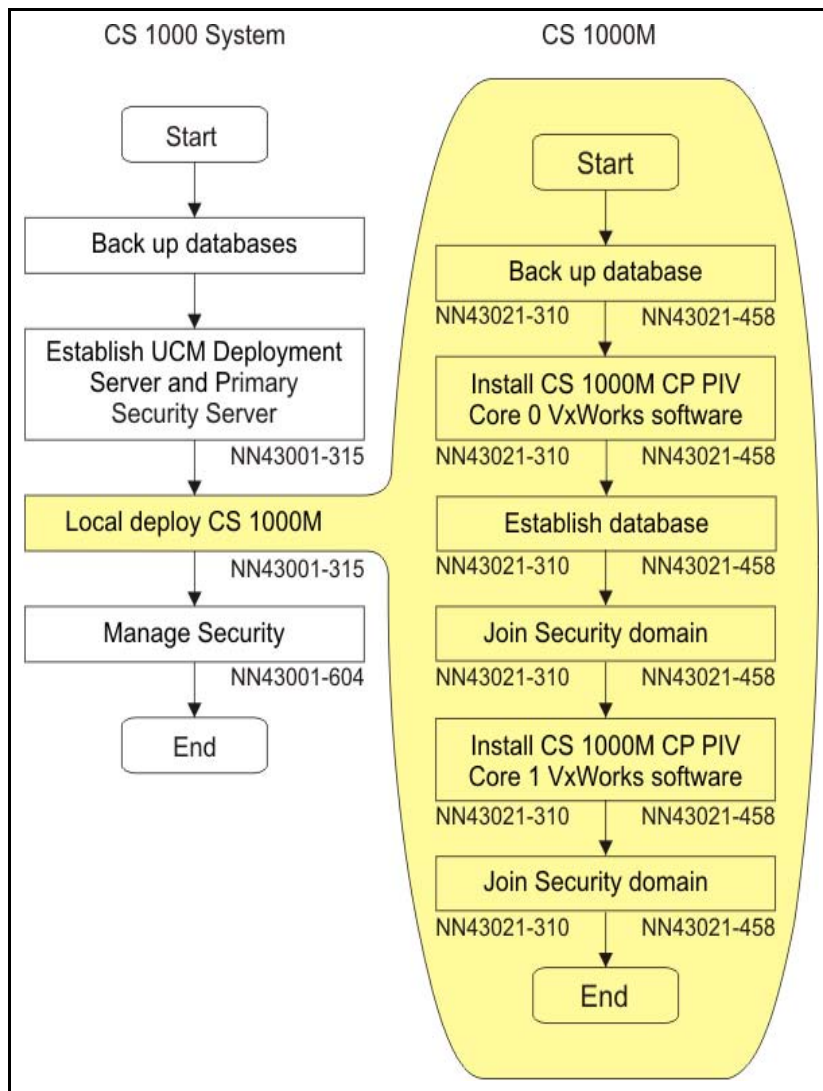 CS 1000 System
Start
Back up databases
Establish UCM Deployment
Server and Primary
Security Server
NN43001-315
Local deploy CS 1000M
NN43001-315
Manage Security
NN43001-604
End
CS 1000M
Start
Back up database
NN43021-310 NN43021-458
Install CS 1000M CP PIV
Core 0 VxWorks software
NN43021-310 NN43021-458
Establish database
NN43021-310 NN43021-458
Join Security domain
NN43021-310 NN43021-458
Install CS 1000M CP PIV
Core 1 VxWorks software
NN43021-310 NN43021-458
Join Security domain
NN43021-310 NN43021-458
End